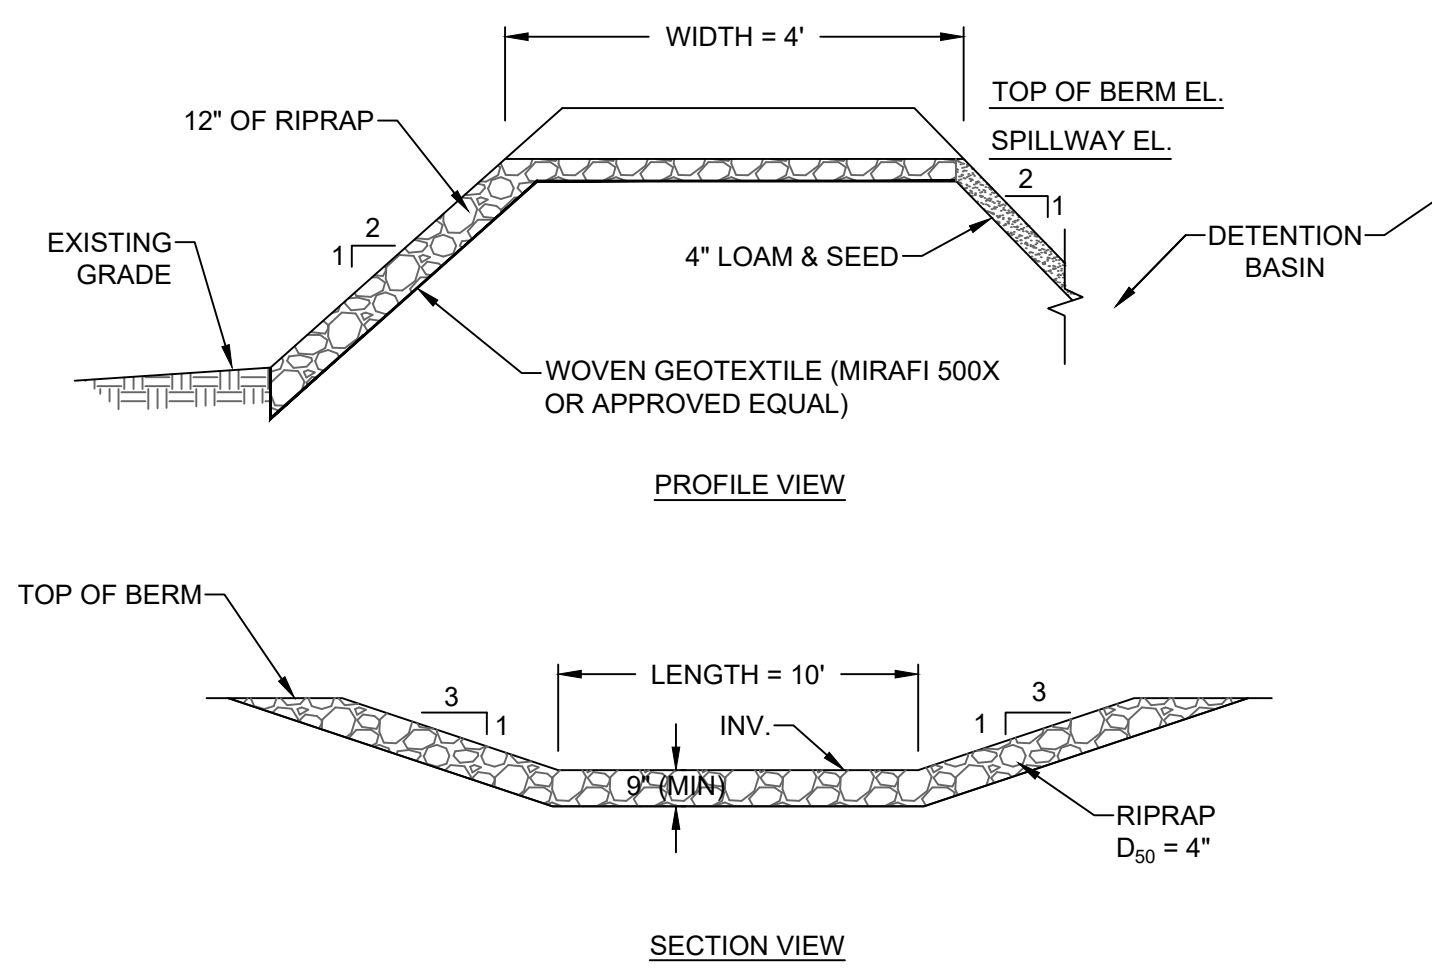 WIDTH = 4'
TOP OF BERM EL.
12" OF RIPRAP
SPILLWAY EL.
2
1
2
1
EXISTING
GRADE
4" LOAM & SEED
DETENTION
BASIN
WOVEN GEOTEXTILE (MIRAFI 500X
OR APPROVED EQUAL)
PROFILE VIEW
TOP OF BERM
LENGTH = 10'
3
1
3
1
INV.
9" (MIN)
RIPRAP
D50 = 4"
SECTION VIEW